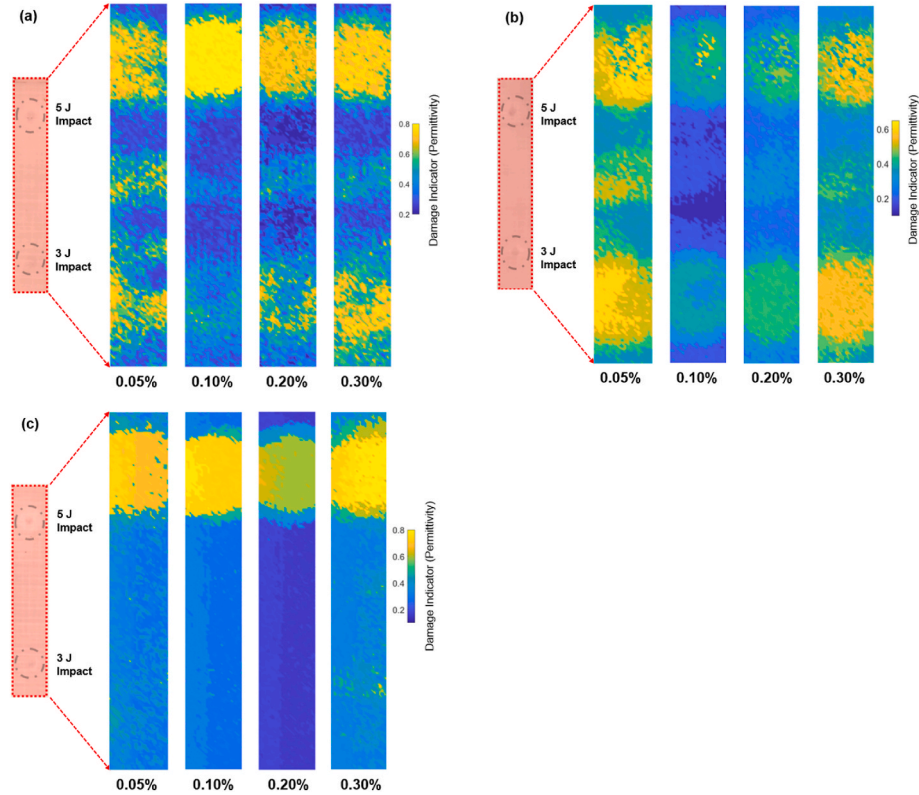 (a)
5 J
Impact
3 J
Impact
0.8
0.6
0.4
0.2
Damage Indicator (Permittivity)
0.05%
0.10%
0.20%
0.30%
(b)
5 J
Impact
3 J
Impact
0.6
0.4
0.2
Damage Indicator (Permittivity)
0.05%
0.10%
0.20%
0.30%
(c)
5 J
Impact
3 J
Impact
0.8
0.6
0.4
0.2
Damage Indicator (Permittivity)
0.05%
0.10%
0.20%
0.30%